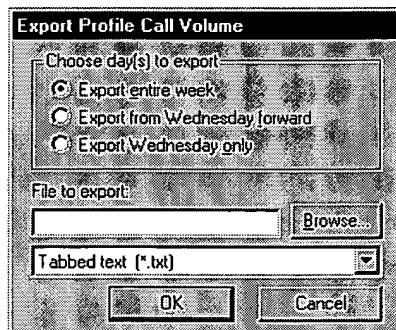 Export Profile Call Volume
Choose day(s) to export
Export entire week
Export from Wednesday forward
Export Wednesday only
File to export:
Browse...
Tabbed text (*.txt)
OK
Cancel